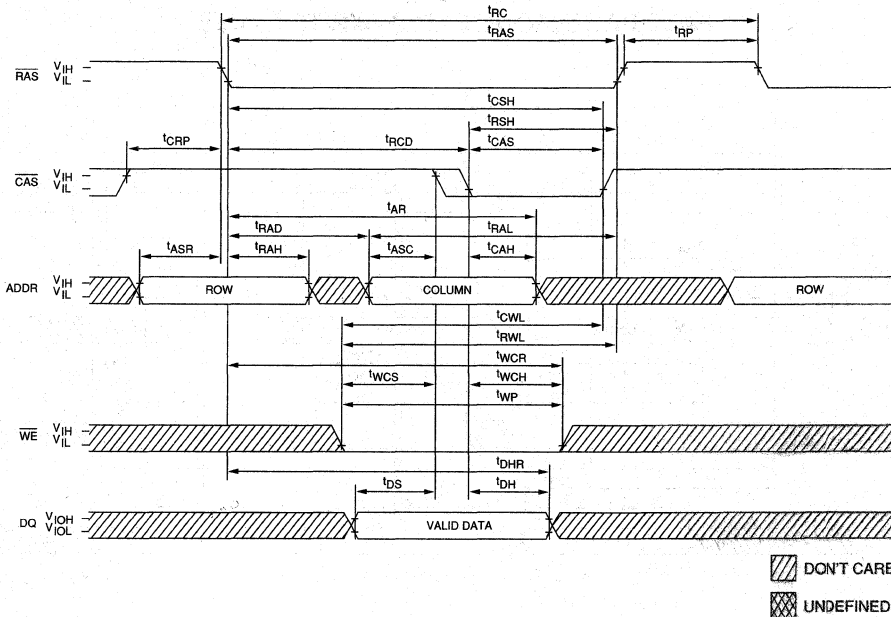 tRC
tRAS
tRP
RAS VIH
VIL
tCSH
tRSH
tCRP
tRCD
tCAS
CAS VIH
VIL
tAR
tRAD
tRAL
tASR
tRAH
tASC
tCAH
ADDR VIH
VIL
ROW
COLUMN
ROW
tCWL
tRWL
tWCR
tWCS
tWCH
tWP
WE VIH
VIL
tDHR
tDS
tDH
DQ VIOH
VIOL
VALID DATA
DON'T CARE
UNDEFINED